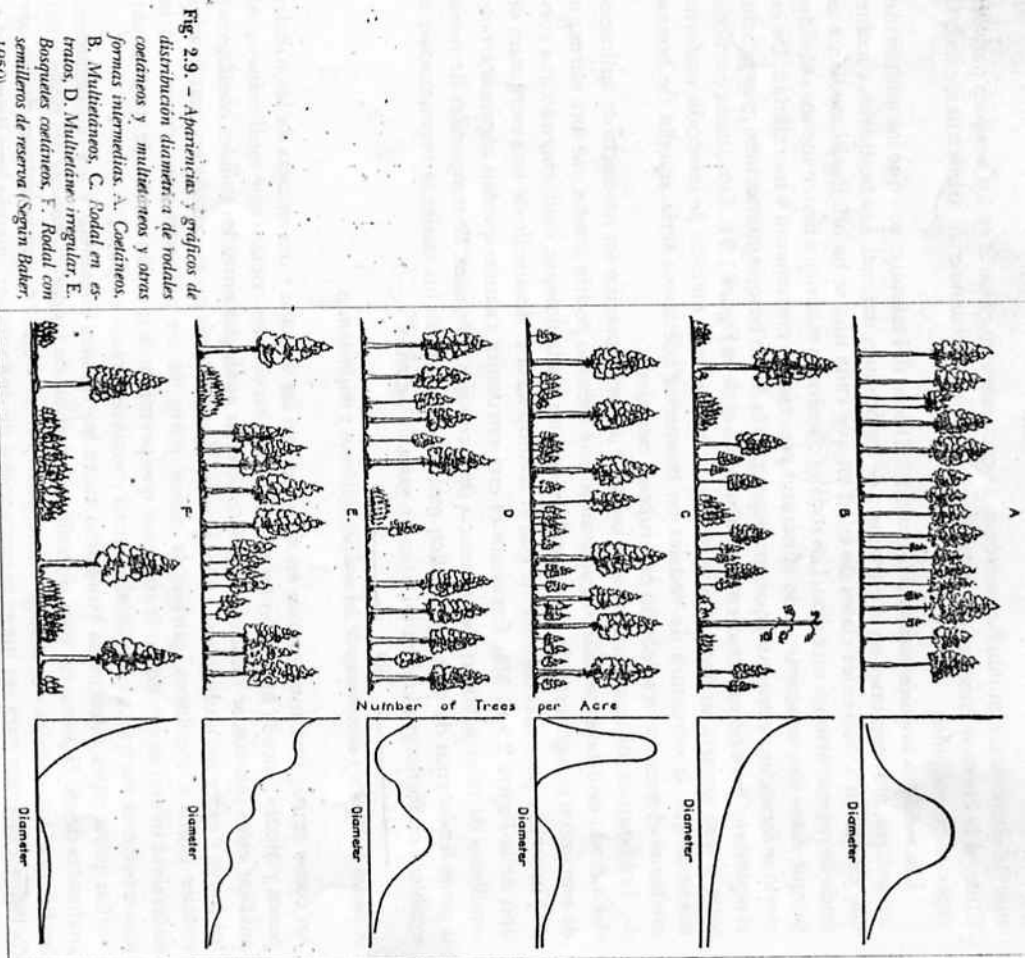 Fig. 2.9. – Apariencias y gráficos de
distribución diamétrica de rodales
coetáneos y multietáneos y otras
formas intermedias. A. Coetáneos,
B. Multietáneos, C. Rodal en es-
tratos, D. Multietáneo irregular, E.
Bosquetes coetáneos, F. Rodal con
semilleros de reserva (Según Baker,
1950)
A
Diameter
B
Diameter
C
Diameter
D
Number of Trees per Acre
Diameter
E.
Diameter
F
Diameter